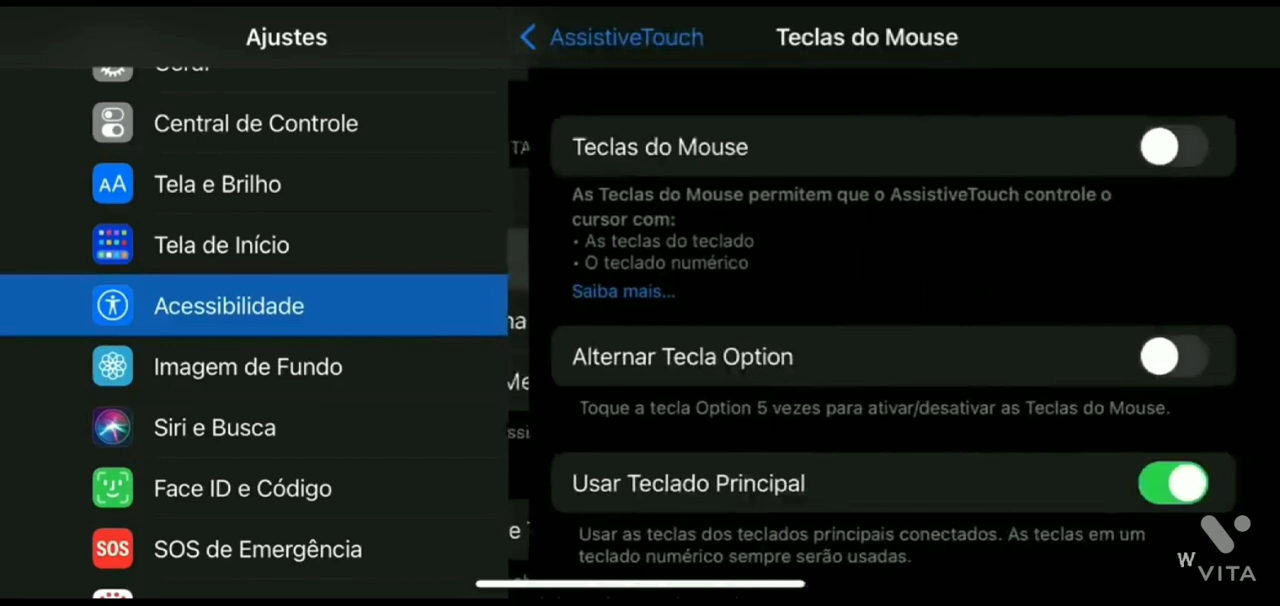 Ajustes
Central de Controle
AA
Tela e Brilho
Tela de Início
Acessibilidade
Imagem de Fundo
Siri e Busca
Face ID e Código
SOS
SOS de Emergência
AssistiveTouch
Teclas do Mouse
Teclas do Mouse
As Teclas do Mouse permitem que o AssistiveTouch controle o
cursor com:
• As teclas do teclado
• O teclado numérico
Saiba mais...
Alternar Tecla Option
Toque a tecla Option 5 vezes para ativar/desativar as Teclas do Mouse.
Usar Teclado Principal
Usar as teclas dos teclados principais conectados. As teclas em um
teclado numérico sempre serão usadas.
W
VITA